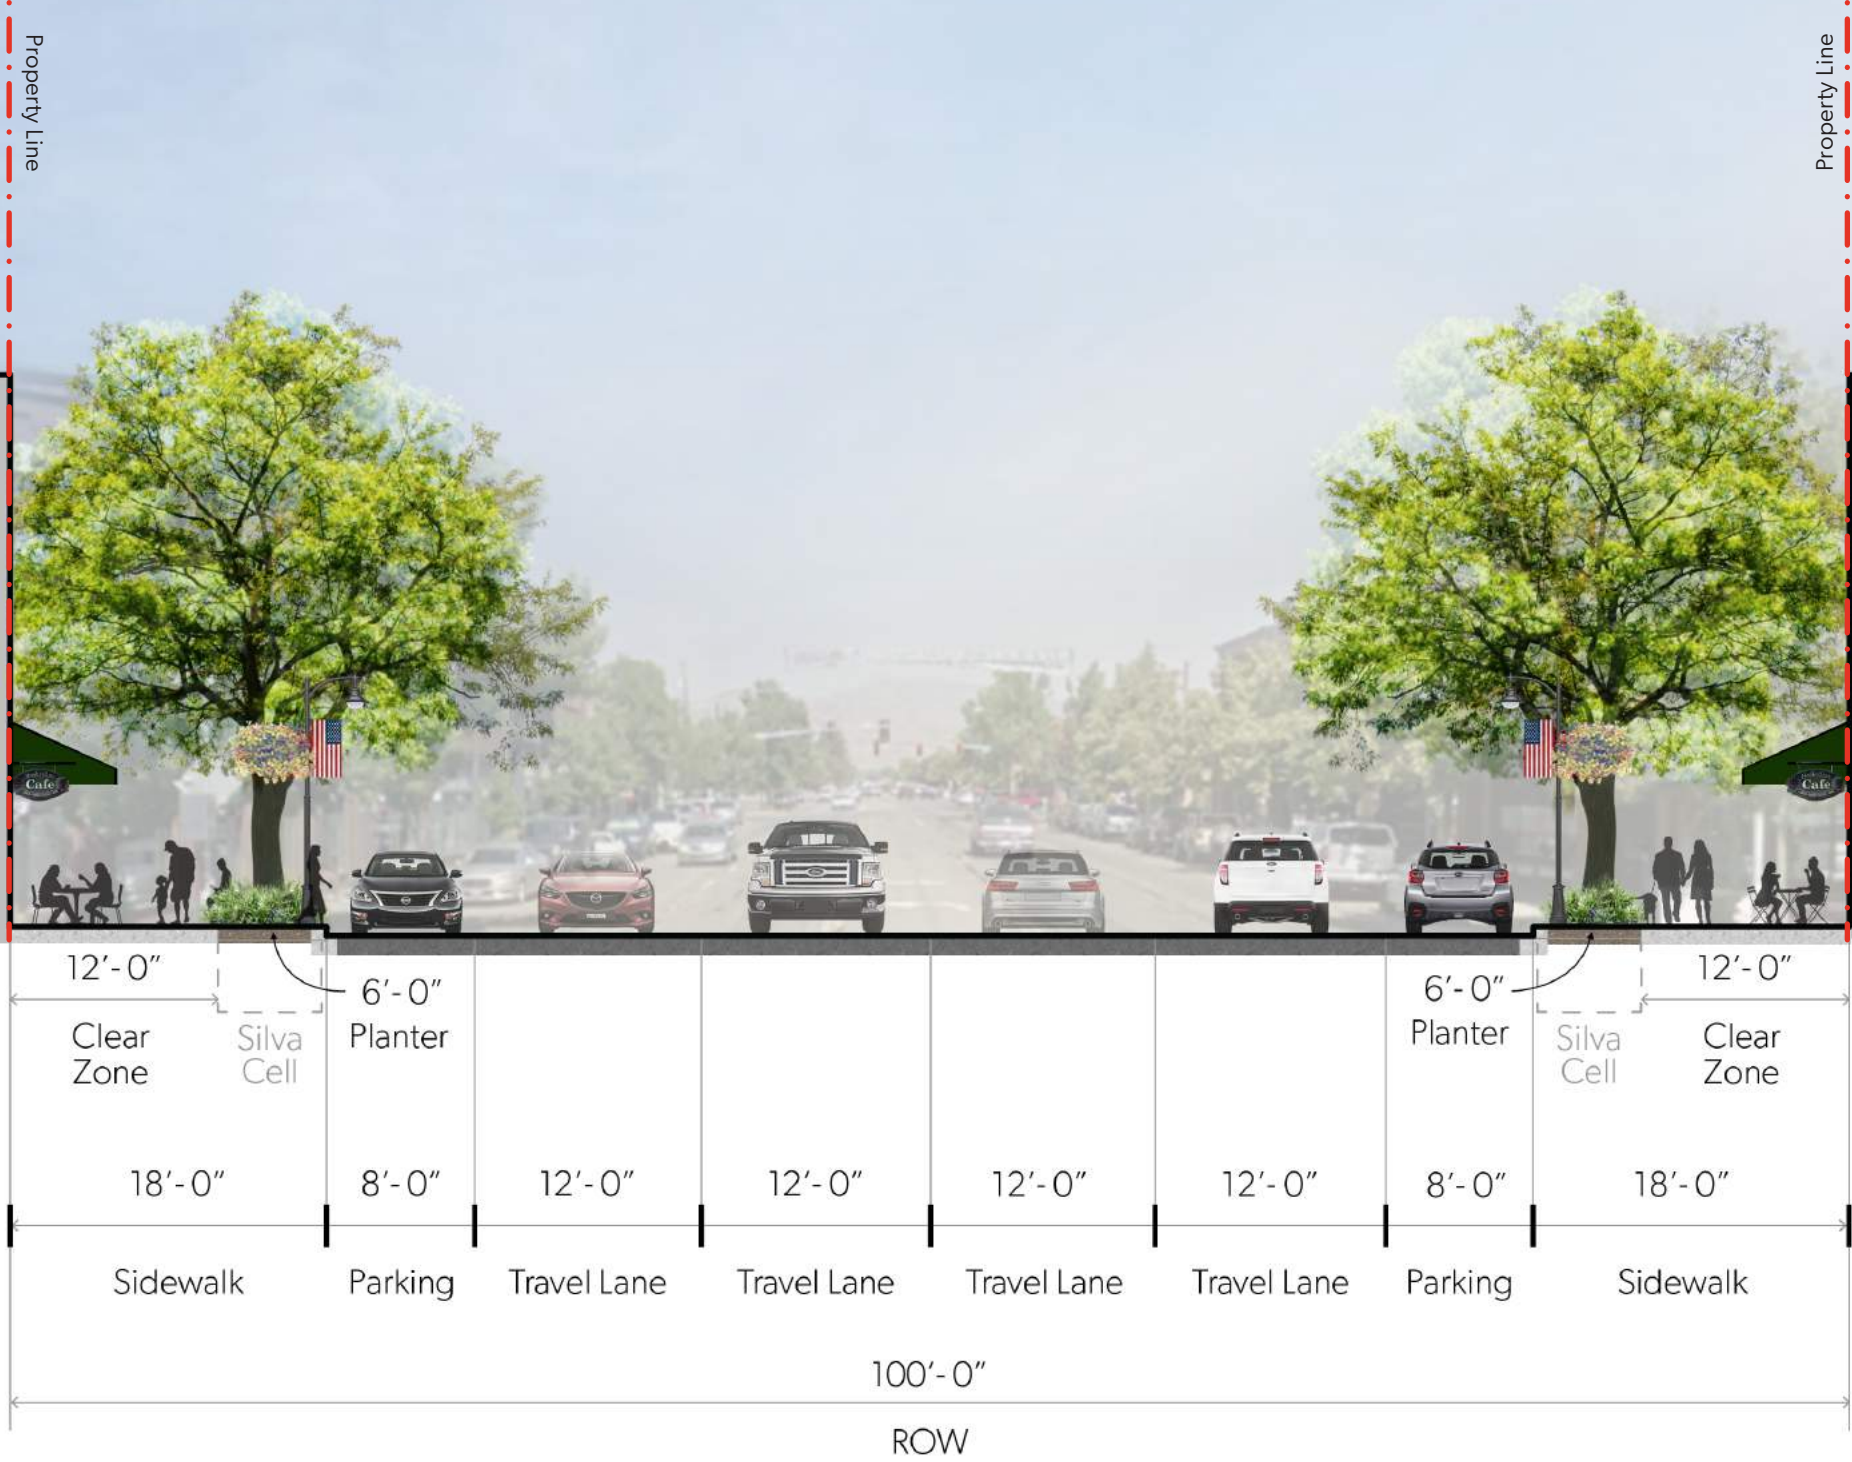 Property Line
Property Line
Cafe
Cafe
12'-0"
6'-0"
6'-0"
12'-0"
Clear
Zone
Silva
Cell
Planter
Planter
Silva
Cell
Clear
Zone
18'-0"
8'-0"
12'-0"
12'-0"
12'-0"
12'-0"
8'-0"
18'-0"
Sidewalk
Parking
Travel Lane
Travel Lane
Travel Lane
Travel Lane
Parking
Sidewalk
100'-0"
ROW